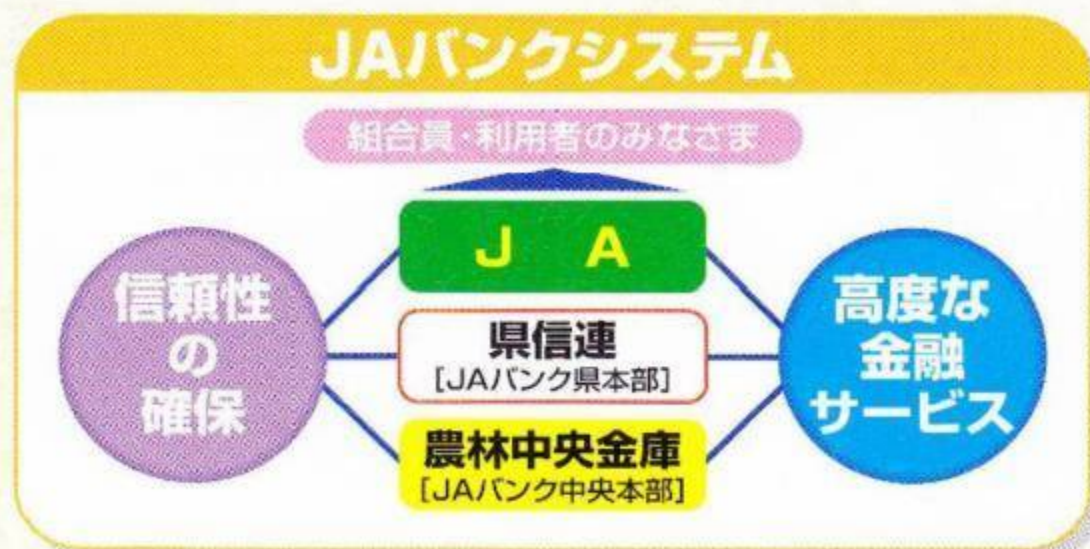 JAバンクシステム
組合員・利用者のみなさま
J A
信頼性
の
確保
県信連
[JAバンク県本部]
農林中央金庫
[JAバンク中央本部]
高度な
金融
サービス